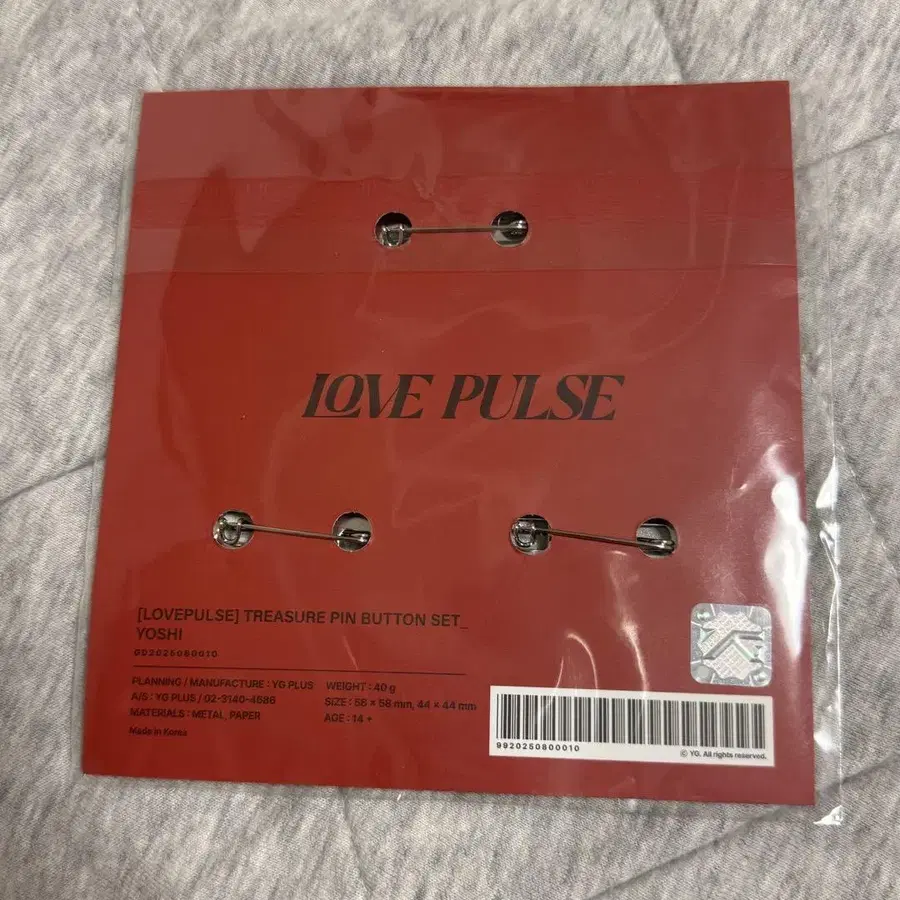 LOVE PULSE
[LOVEPULSE] TREASURE PIN BUTTON SET_
YOSHI
GD2025080010
PLANNING / MANUFACTURE : YG PLUS
A/S : YG PLUS / 02-3140-4586
MATERIALS : METAL, PAPER
Made in Korea
WEIGHT : 40 g
SIZE : 58 × 58 mm, 44 × 44 mm
AGE : 14 +
9920250800010
© YG. All rights reserved.